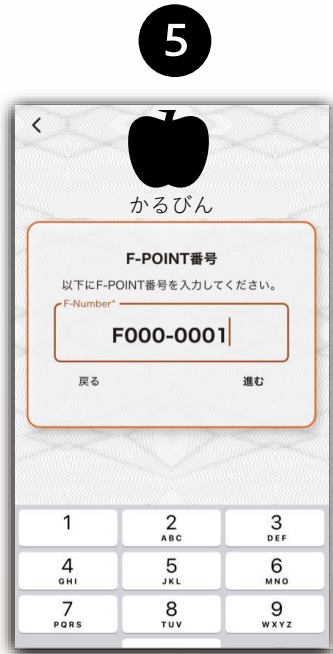 5
かるびん
F-POINT番号
以下にF-POINT番号を入力してください。
F-Number*
F000-0001
戻る 進む
1 2 3
ABC DEF
4 5 6
GHI JKL MNO
7 8 9
PQRS TUV WXYZ